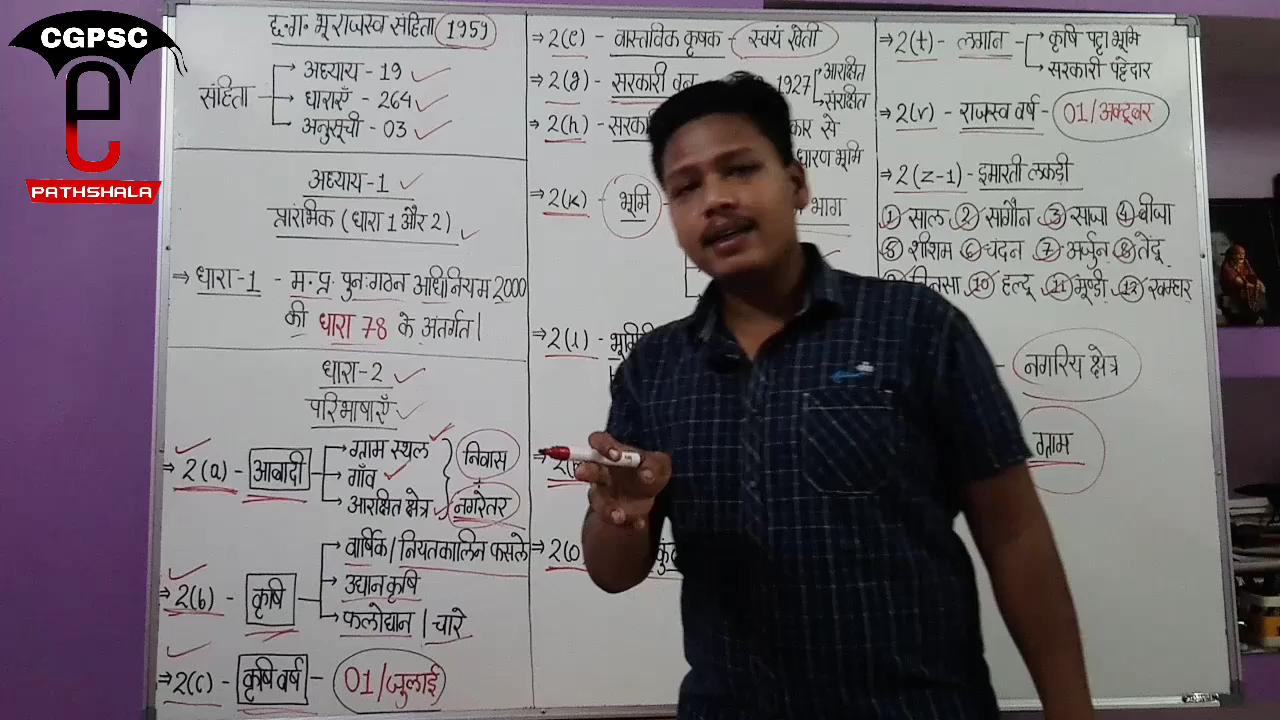 CGPSC
e
PATHSHALA
छ.ग. भू राजस्व संहिता 1959
संहिता
अध्याय - 19
धाराएँ - 264
अनुसूची - 03
अध्याय-1
प्रारंभिक (धारा 1 और 2)
⇒ धारा-1 - म.प्र. पुनःगठन अधिनियम 2000
की धारा 78 के अंतर्गत।
धारा-2
परिभाषाएँ
⇒ 2(a) - आबादी
ग्राम स्थल
गाँव
आरक्षित क्षेत्र
निवास
नगरेतर
⇒ 2(b) - कृषि
वार्षिक / नियतकालिन फसलें
उद्यान कृषि
फलोद्यान / चारे
⇒ 2(c) - कृषि वर्ष - 01/जुलाई
⇒ 2(e) - वास्तविक कृषक - स्वयं खेती
⇒ 2(g) - सरकारी वन 1927
आरक्षित
संरक्षित
⇒ 2(h) - से
भूमि
⇒ 2(k) - भूमि - भाग
⇒ 2(l) -
⇒ 2(o)
⇒ 2(t) - लगान
कृषि पट्टा भूमि
सरकारी पट्टेदार
⇒ 2(r) - राजस्व वर्ष - 01/अक्टूबर
⇒ 2(z-1) - इमारती लकड़ी
① साल ② सागौन ③ साजा ④ बीजा
⑤ शीशम ⑥ चंदन ⑦ अर्जुन ⑧ तेंदू
⑩ हल्दू ⑪ मूण्डी ⑫
- नगरिय क्षेत्र
ग्राम